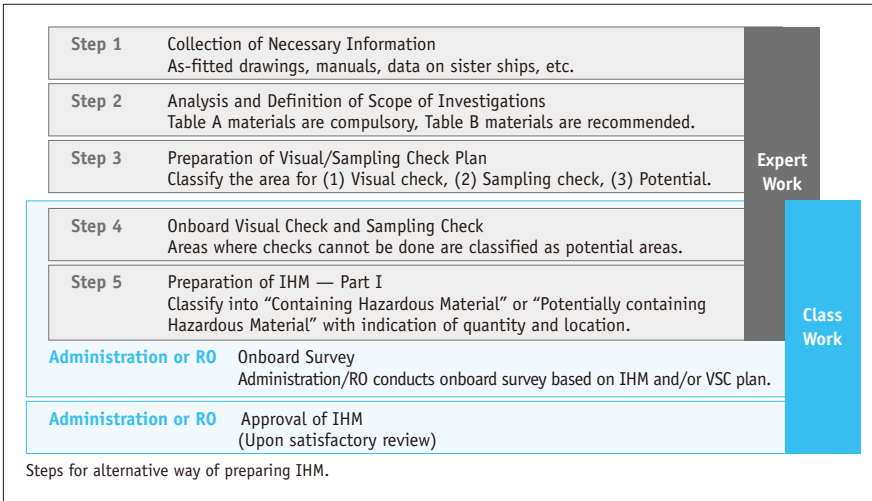 Step 1 Collection of Necessary Information
As-fitted drawings, manuals, data on sister ships, etc.
Step 2 Analysis and Definition of Scope of Investigations
Table A materials are compulsory, Table B materials are recommended.
Step 3 Preparation of Visual/Sampling Check Plan
Classify the area for (1) Visual check, (2) Sampling check, (3) Potential.
Expert
Work
Step 4 Onboard Visual Check and Sampling Check
Areas where checks cannot be done are classified as potential areas.
Step 5 Preparation of IHM — Part I
Classify into “Containing Hazardous Material” or “Potentially containing
Hazardous Material” with indication of quantity and location.
Class
Work
Administration or RO Onboard Survey
Administration/RO conducts onboard survey based on IHM and/or VSC plan.
Administration or RO Approval of IHM
(Upon satisfactory review)
Steps for alternative way of preparing IHM.